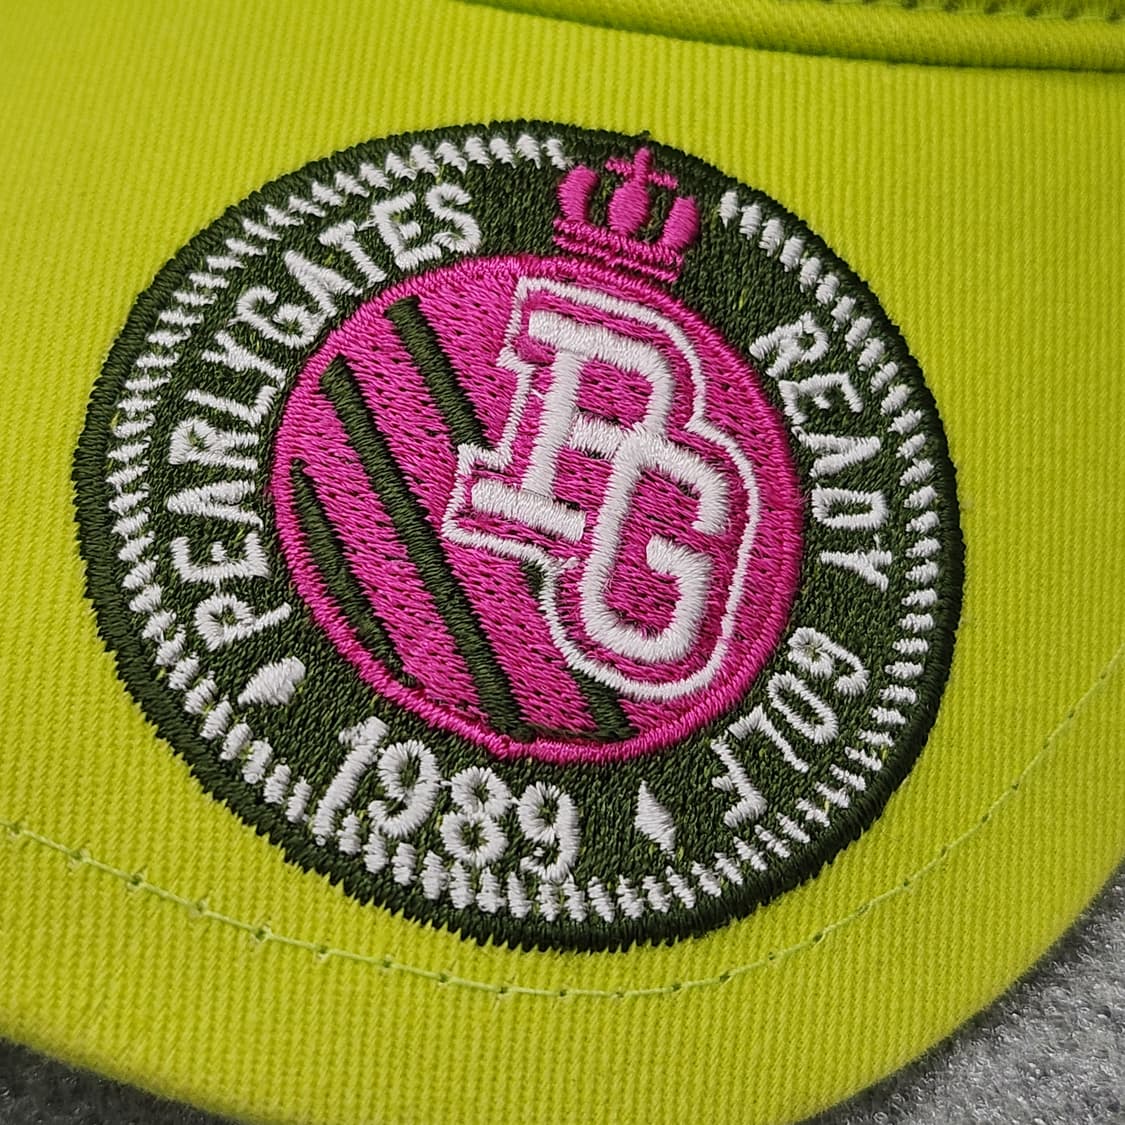 PEARLYGATES
READY GOLF
1989
PG